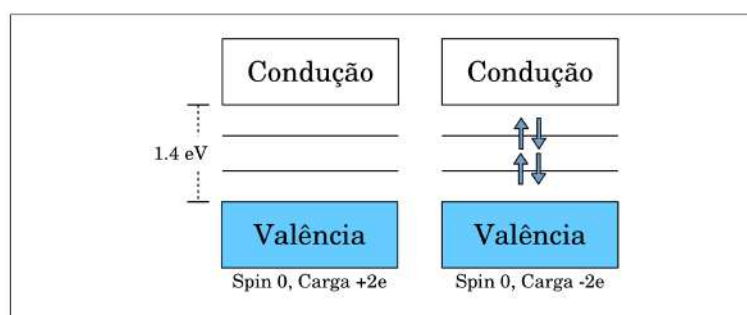 Condução
Condução
1.4 eV
Valência
Valência
Spin 0, Carga +2e
Spin 0, Carga -2e